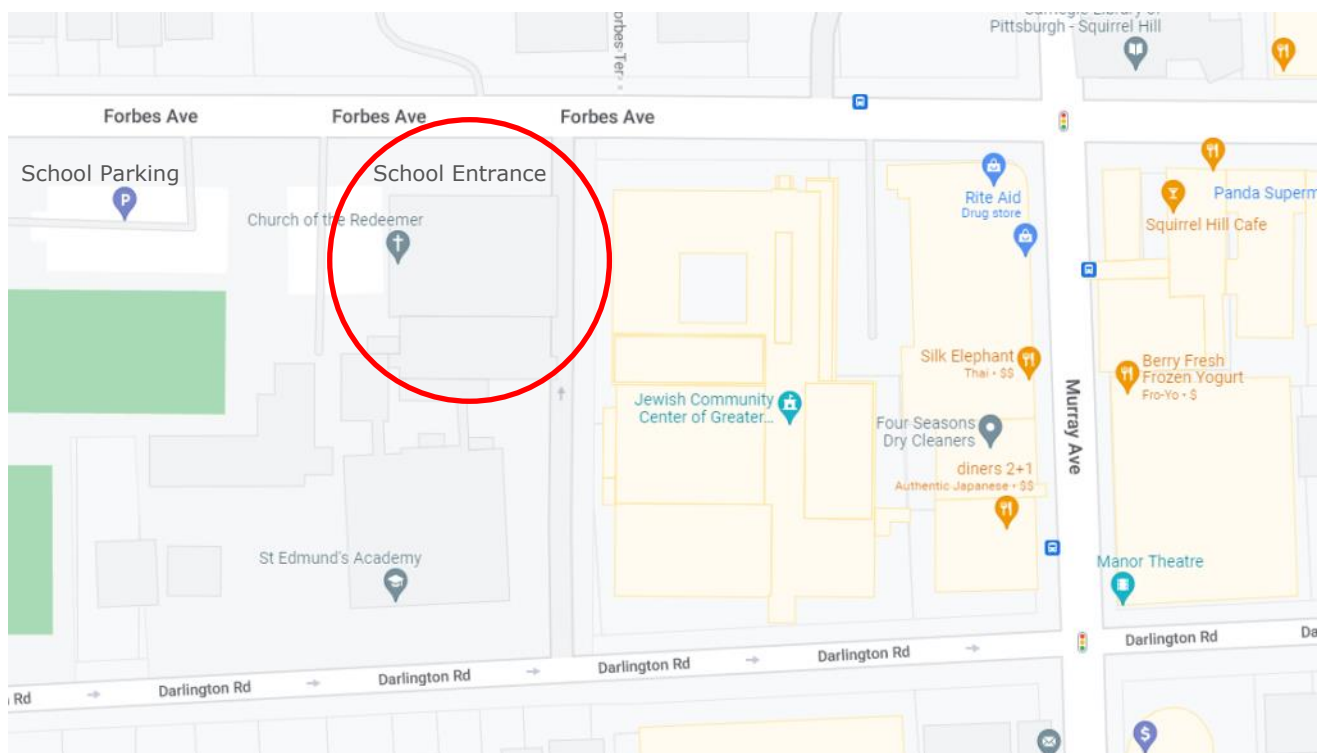 Carnegie Library of
Pittsburgh - Squirrel Hill
Forbes Ter
Forbes Ave
Forbes Ave
Forbes Ave
School Parking
P
School Entrance
Church of the Redeemer
Rite Aid
Drug store
Panda Superm
Squirrel Hill Cafe
Silk Elephant
Thai • $$
Berry Fresh
Frozen Yogurt
Fro-Yo • $
Jewish Community
Center of Greater...
Four Seasons
Dry Cleaners
Murray Ave
diners 2+1
Authentic Japanese • $$
St Edmund's Academy
Manor Theatre
Darlington Rd
Da
Darlington Rd
Darlington Rd
Darlington Rd
Darlington Rd
Rd
$